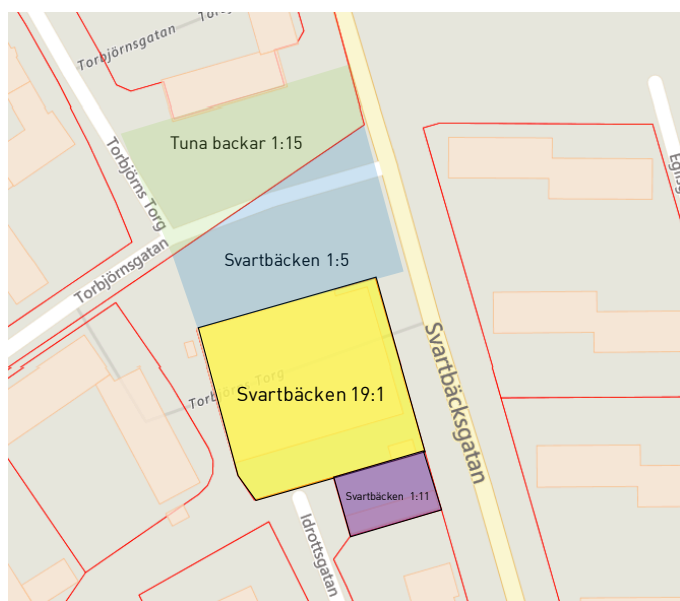 Torbjörnsgatan
Tuna backar 1:15
Torbjörns Torg
Torbjörnsgatan
Svartbäcken 1:5
Svartbäcksgatan
Torg
Svartbäcken 19:1
Svartbäcken 1:11
Idrottsgatan